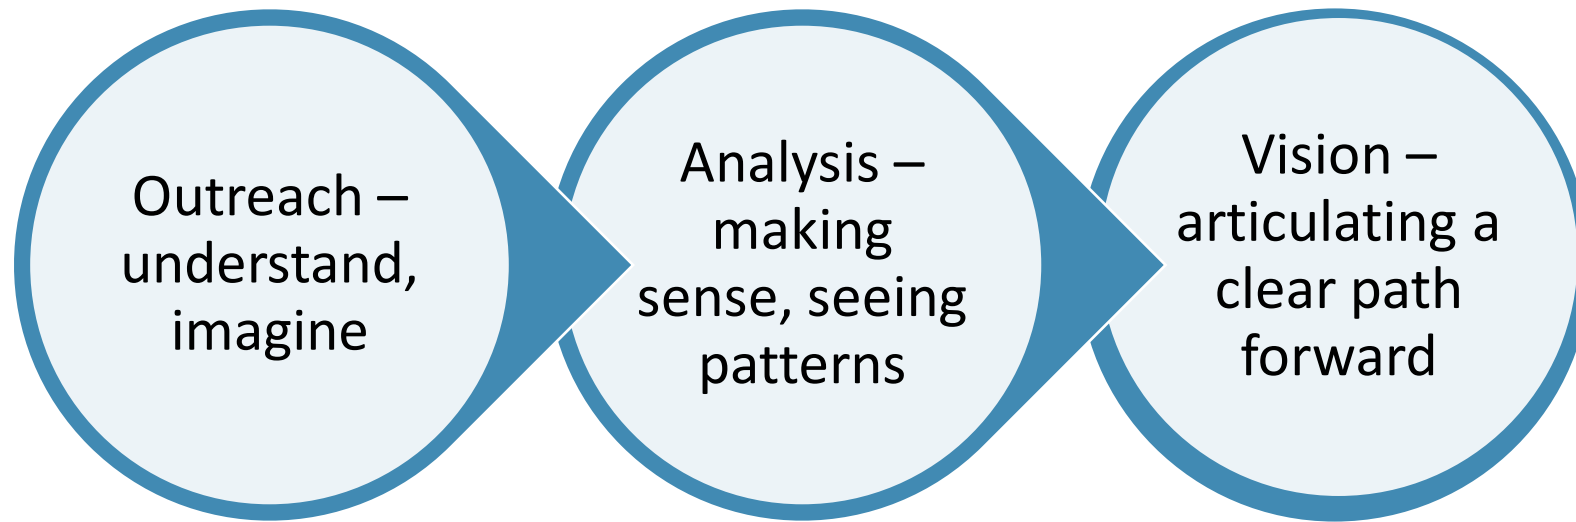 Outreach –
understand,
imagine
Analysis –
making
sense, seeing
patterns
Vision –
articulating a
clear path
forward